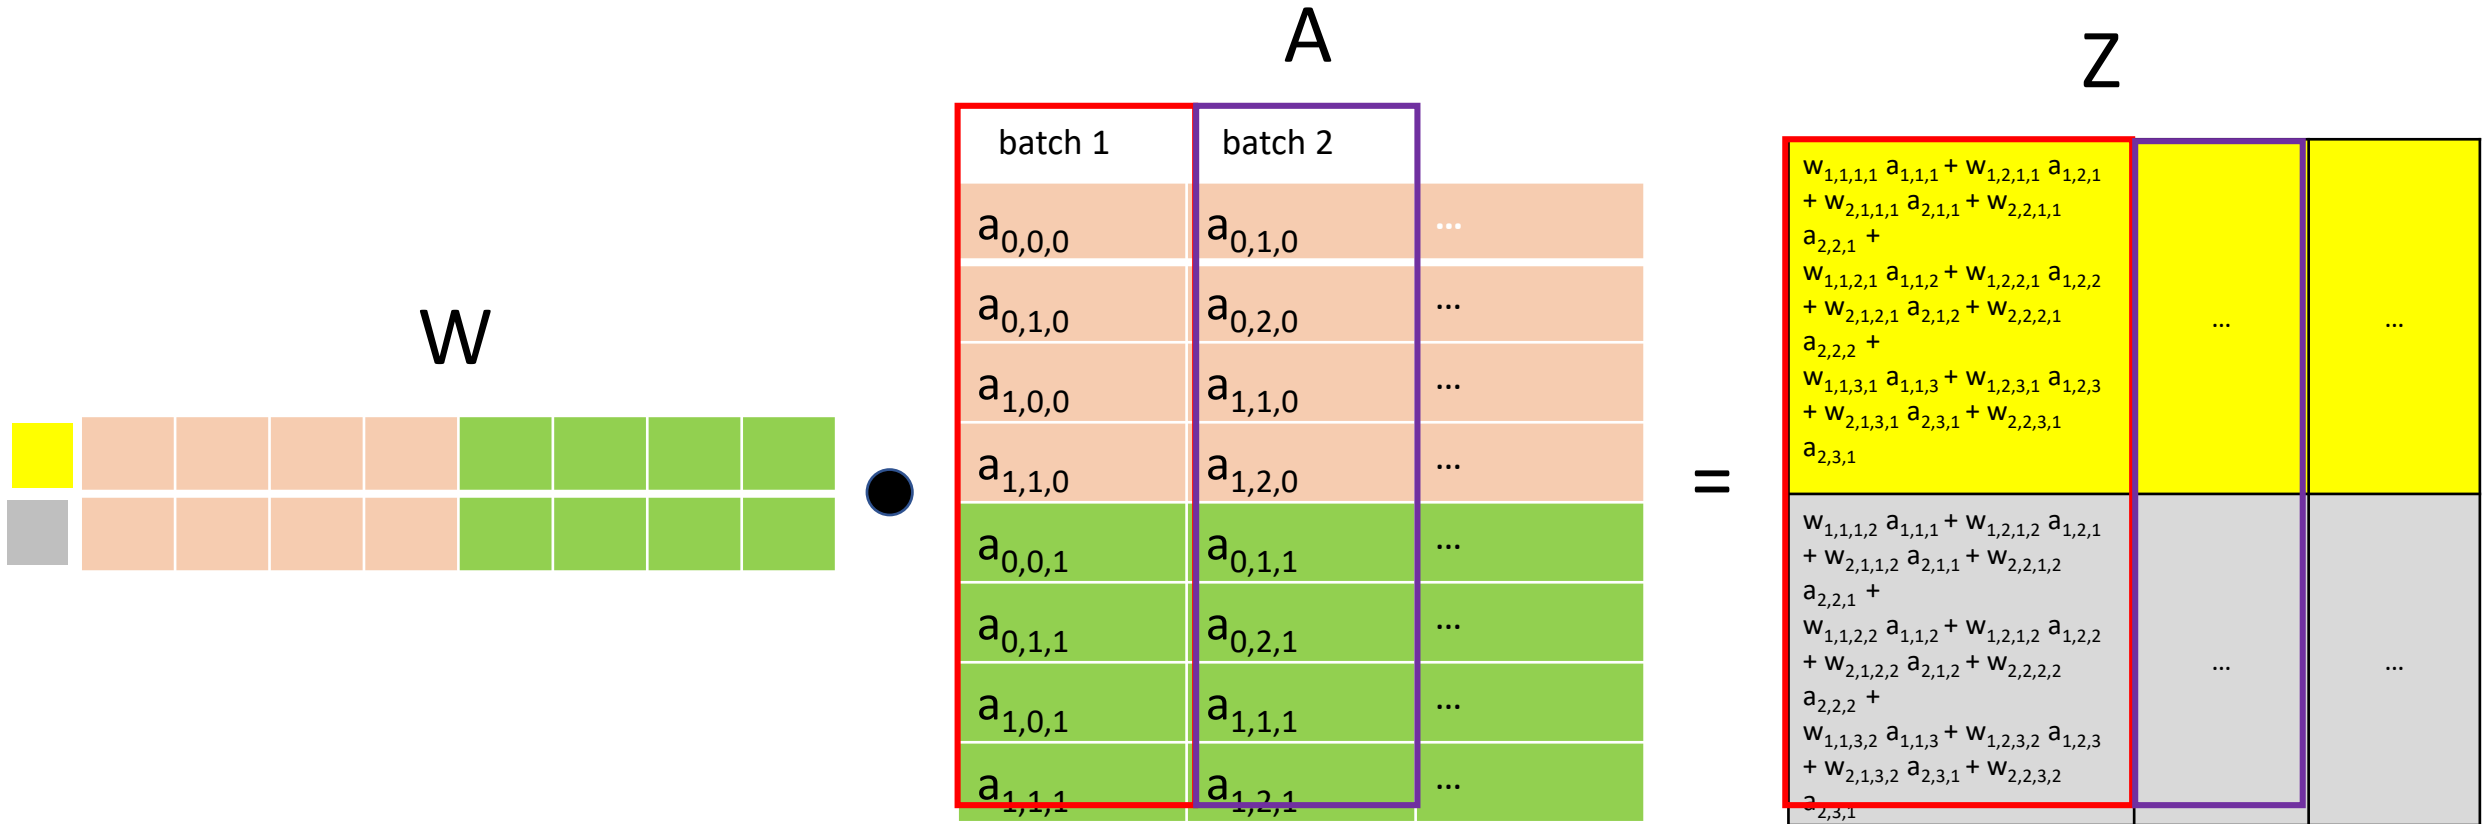 A
Z
W
batch 1 batch 2
a0,0,0 a0,1,0 ...
a0,1,0 a0,2,0 ...
a1,0,0 a1,1,0 ...
a1,1,0 a1,2,0 ...
a0,0,1 a0,1,1 ...
a0,1,1 a0,2,1 ...
a1,0,1 a1,1,1 ...
a1,1,1 a1,2,1 ...
=
w1,1,1,1 a1,1,1 + w1,2,1,1 a1,2,1
+ w2,1,1,1 a2,1,1 + w2,2,1,1
a2,2,1 +
w1,1,2,1 a1,1,2 + w1,2,2,1 a1,2,2
+ w2,1,2,1 a2,1,2 + w2,2,2,1
a2,2,2 +
w1,1,3,1 a1,1,3 + w1,2,3,1 a1,2,3
+ w2,1,3,1 a2,3,1 + w2,2,3,1
a2,3,1
... ...
w1,1,1,2 a1,1,1 + w1,2,1,2 a1,2,1
+ w2,1,1,2 a2,1,1 + w2,2,1,2
a2,2,1 +
w1,1,2,2 a1,1,2 + w1,2,1,2 a1,2,2
+ w2,1,2,2 a2,1,2 + w2,2,2,2
a2,2,2 +
w1,1,3,2 a1,1,3 + w1,2,3,2 a1,2,3
+ w2,1,3,2 a2,3,1 + w2,2,3,2
a2,3,1
... ...